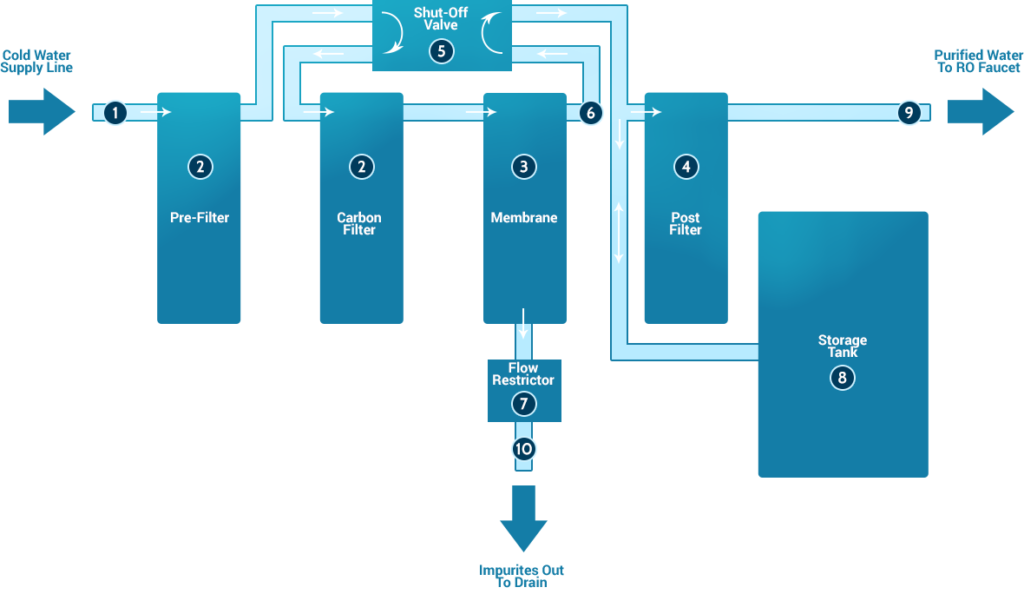 Shut-Off
Valve
5
Cold Water
Supply Line
Purified Water
To RO Faucet
1
6
9
2
2
3
4
Pre-Filter
Carbon
Filter
Membrane
Post
Filter
Storage
Tank
8
Flow
Restrictor
7
10
Impurites Out
To Drain